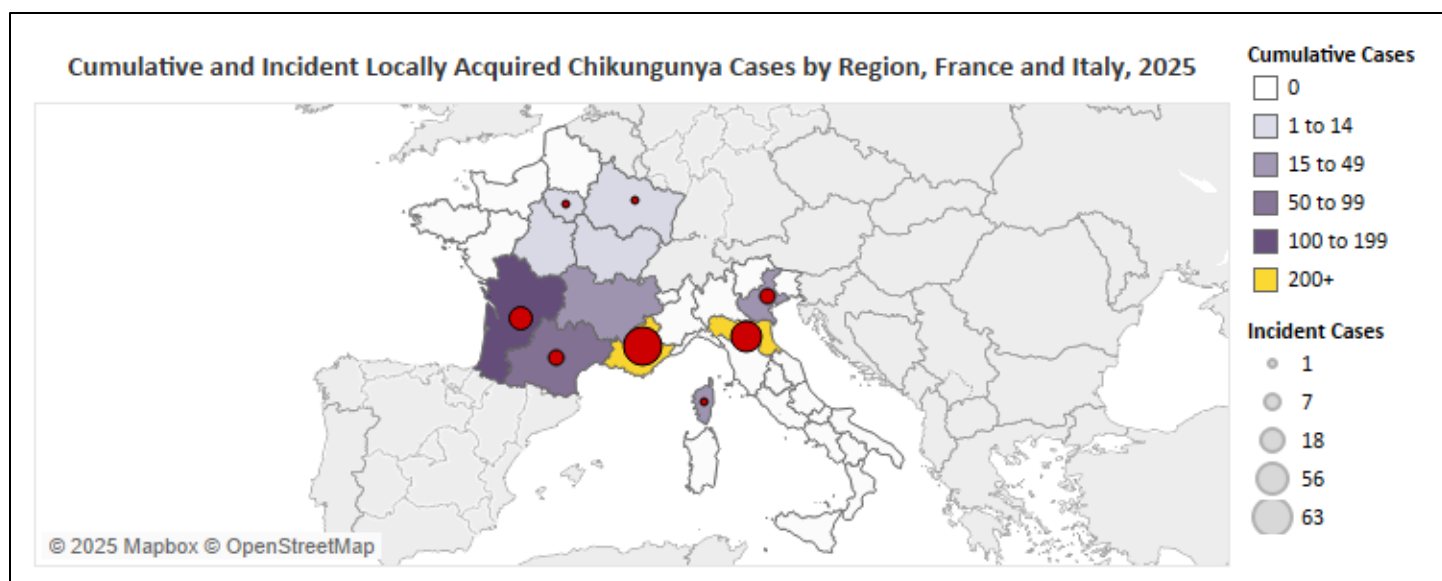 Cumulative and Incident Locally Acquired Chikungunya Cases by Region, France and Italy, 2025
Cumulative Cases
0
1 to 14
15 to 49
50 to 99
100 to 199
200+
Incident Cases
1
7
18
56
63
© 2025 Mapbox © OpenStreetMap